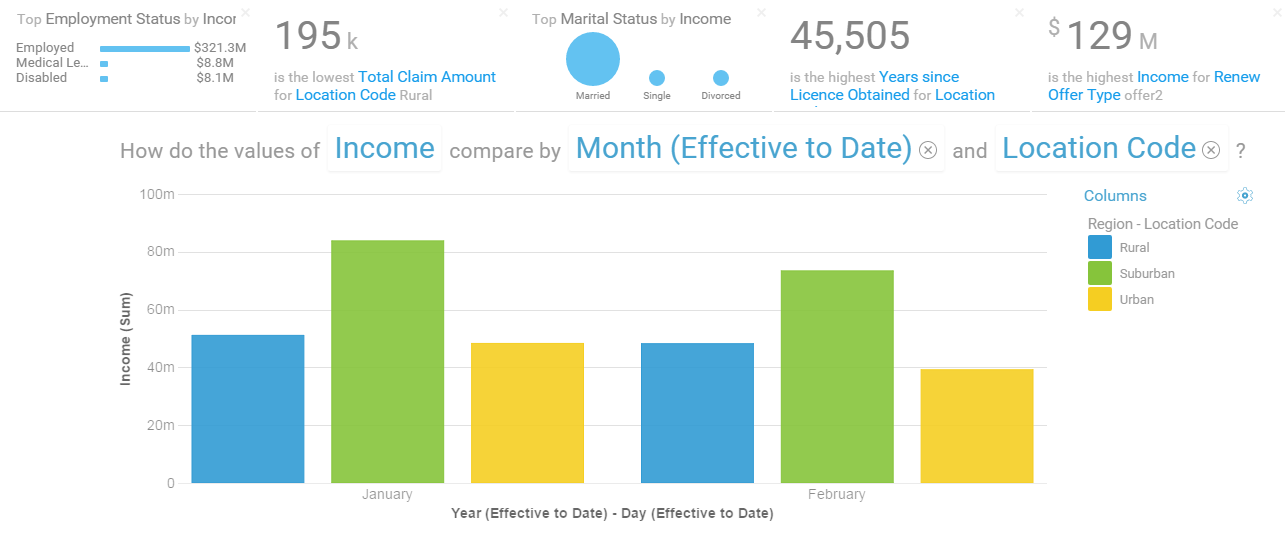 Top Employment Status by Incor
Employed $321.3M
Medical Le... $8.8M
Disabled $8.1M
195 k
is the lowest Total Claim Amount
for Location Code Rural
Top Marital Status by Income
Married Single Divorced
45,505
is the highest Years since
Licence Obtained for Location
$ 129 M
is the highest Income for Renew
Offer Type offer2
How do the values of Income compare by Month (Effective to Date) and Location Code ?
Columns
Region - Location Code
Rural
Suburban
Urban
Income (Sum)
100m
80m
60m
40m
20m
0
January February
Year (Effective to Date) - Day (Effective to Date)